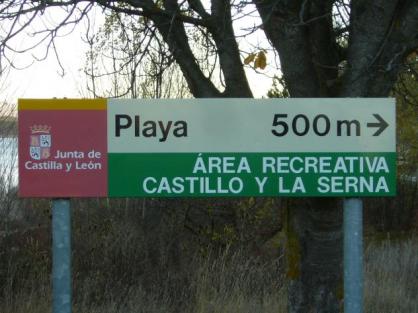 Junta de
Castilla y León
Playa 500 m →
ÁREA RECREATIVA
CASTILLO Y LA SERNA